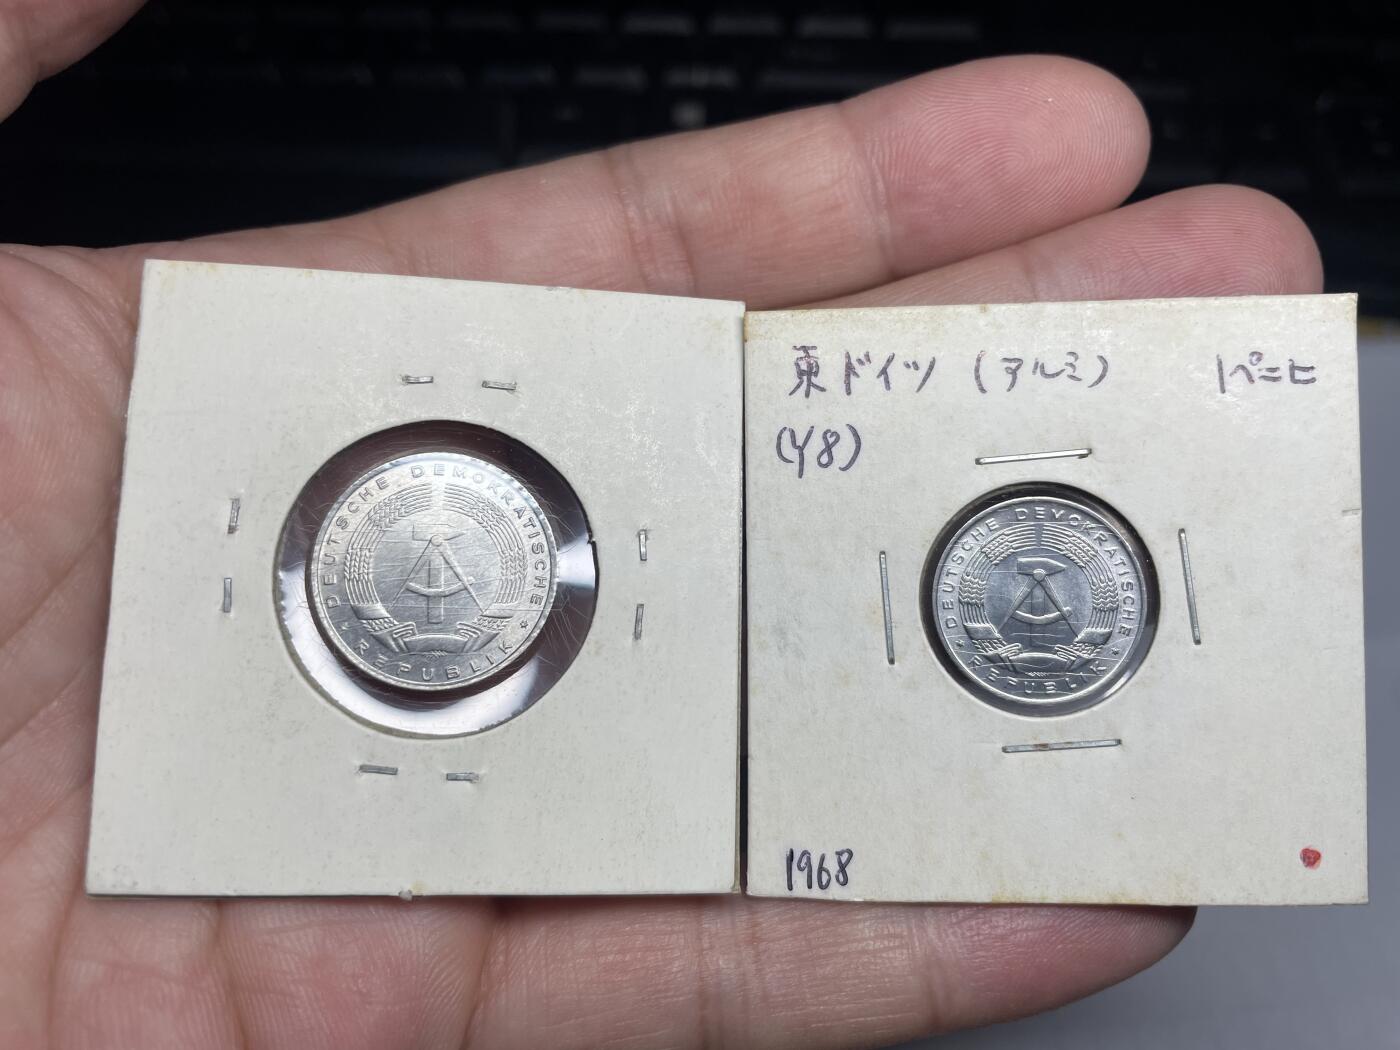 DEUTSCHE DEMOKRATISCHE
* REPUBLIK *
東ドイツ (アルミ) 1ペニヒ
(Y8)
DEUTSCHE DEMOKRATISCHE
* REPUBLIK *
1968